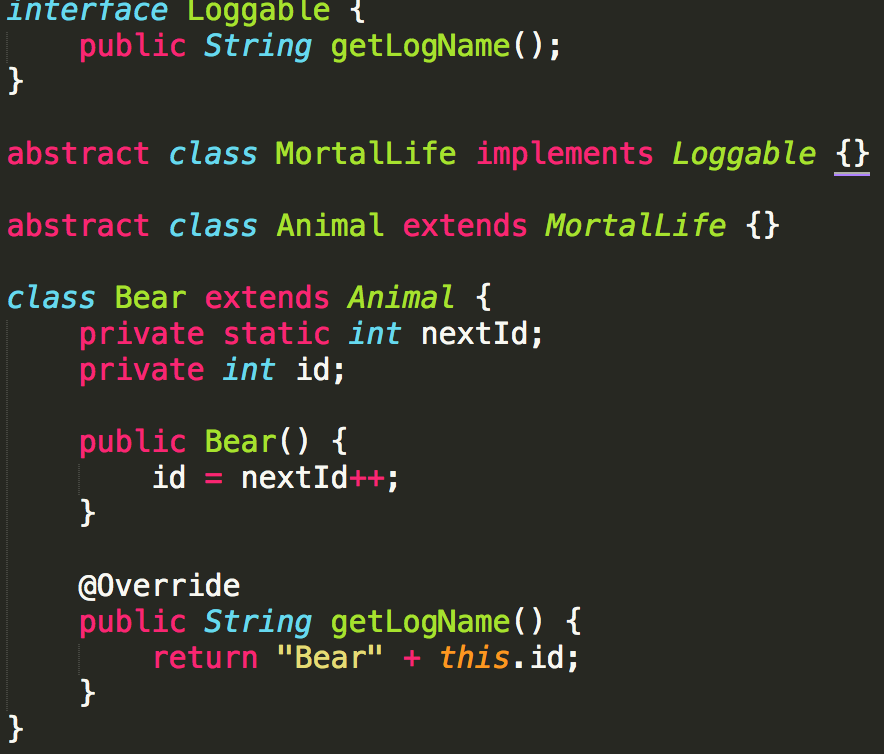 interface Loggable {
    public String getLogName();
}

abstract class MortalLife implements Loggable {}

abstract class Animal extends MortalLife {}

class Bear extends Animal {
    private static int nextId;
    private int id;

    public Bear() {
        id = nextId++;
    }

    @Override
    public String getLogName() {
        return "Bear" + this.id;
    }
}